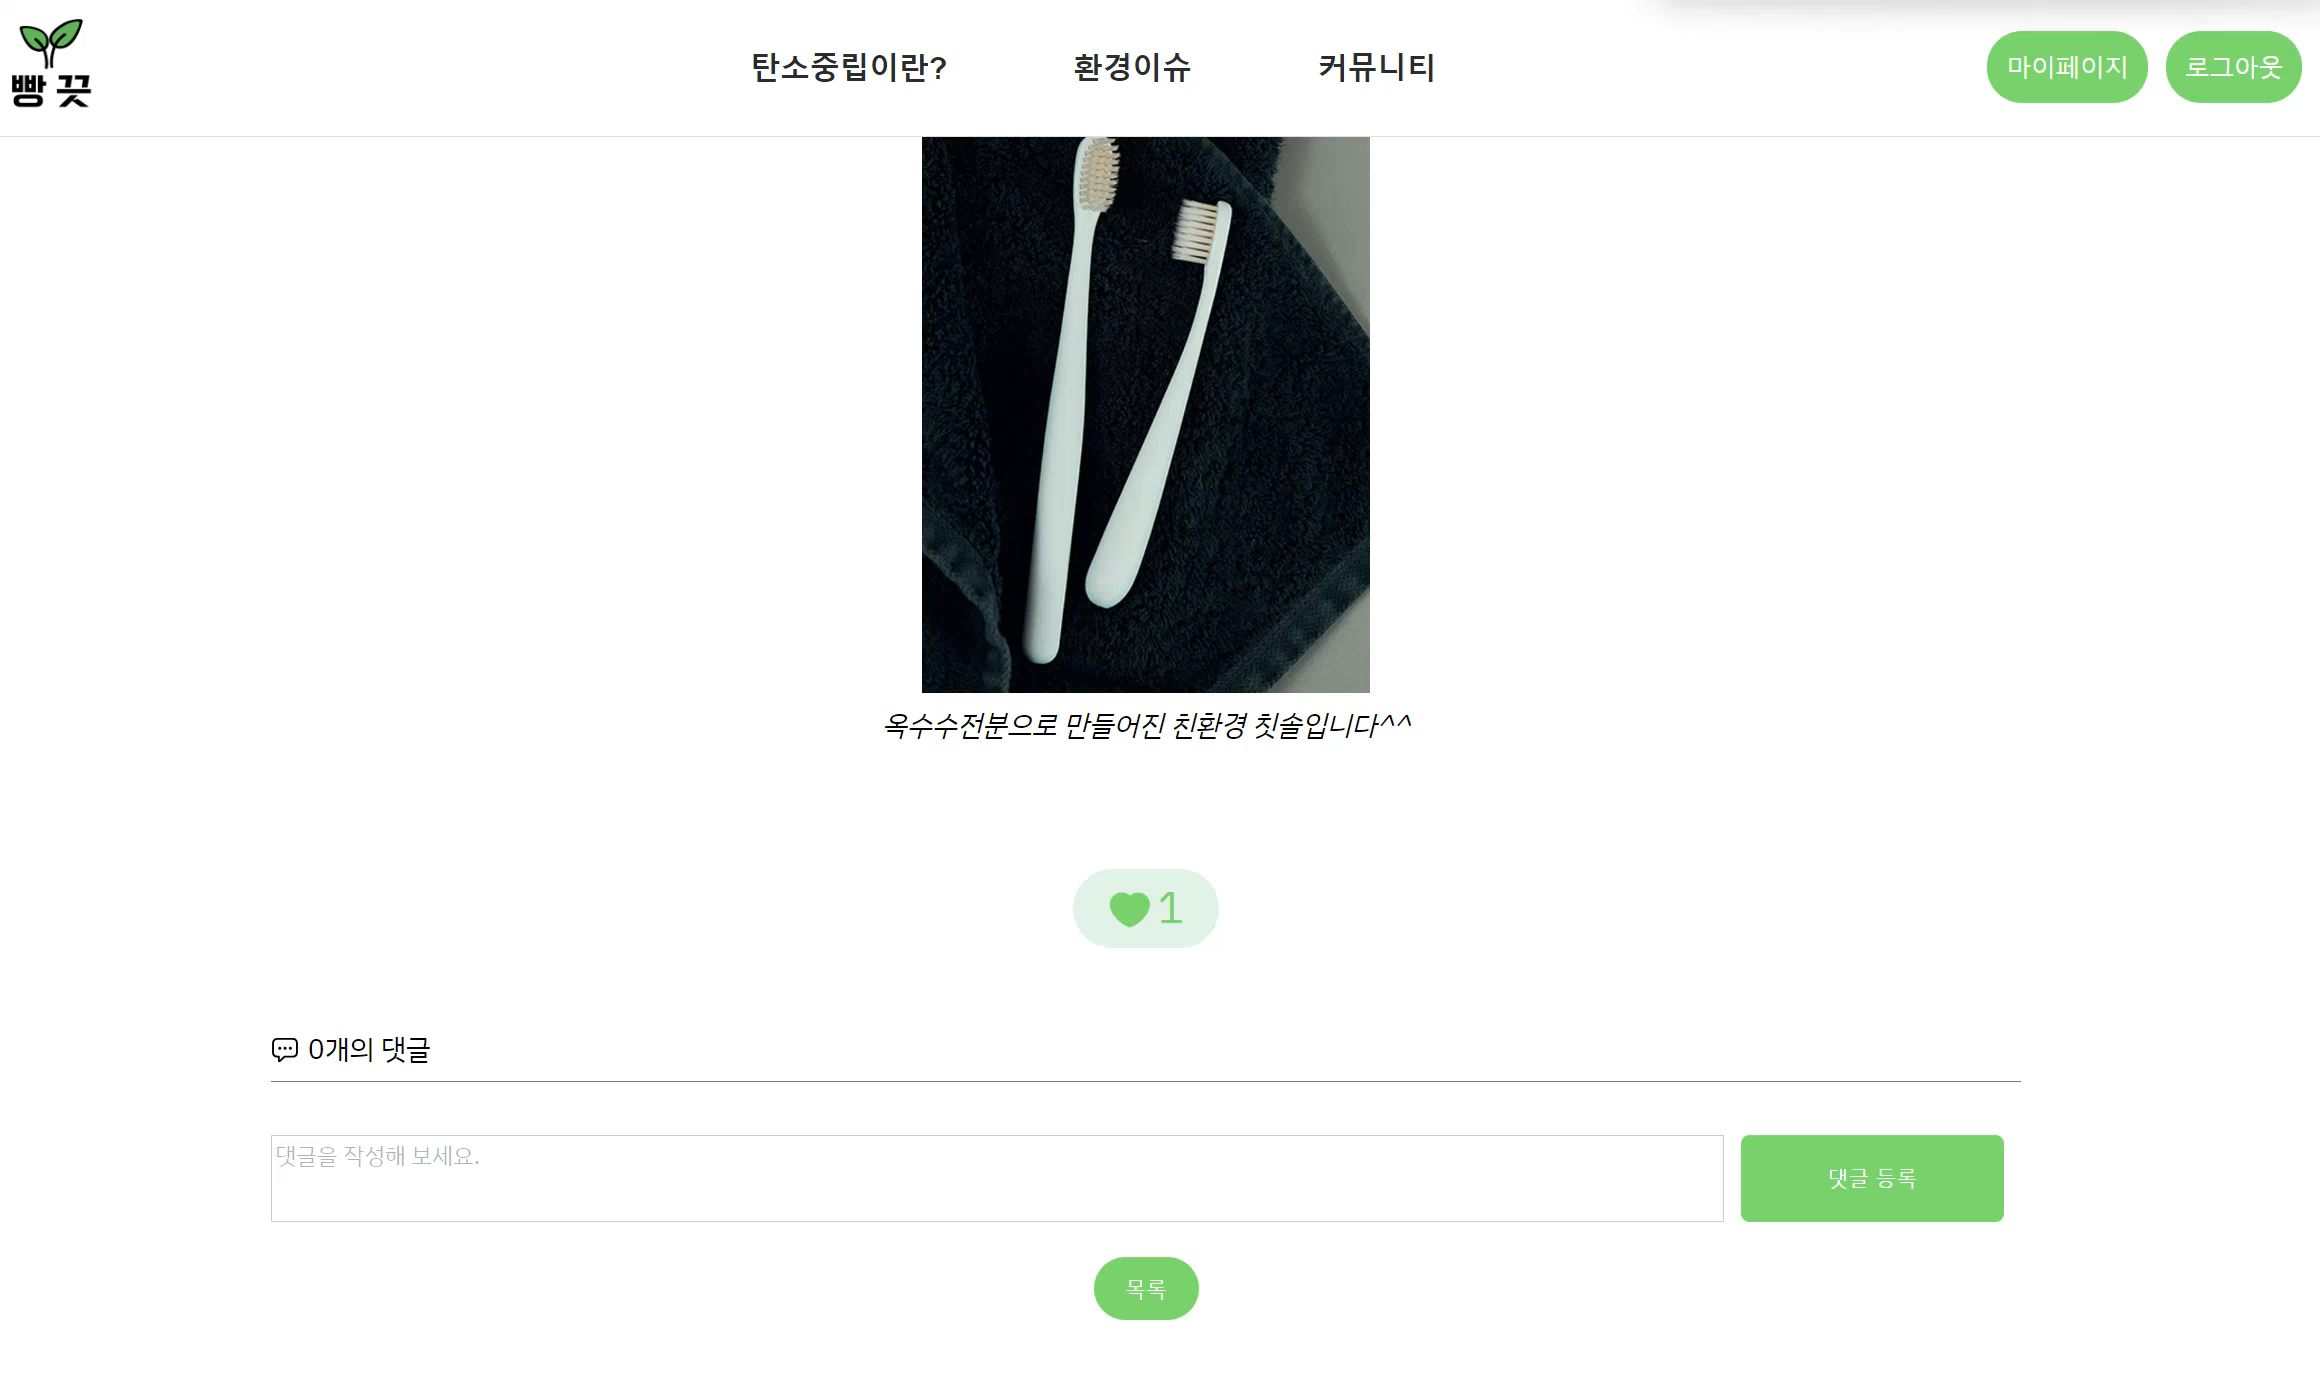 빵 끗
탄소중립이란?
환경이슈
커뮤니티
마이페이지
로그아웃
옥수수전분으로 만들어진 친환경 칫솔입니다^^
1
0개의 댓글
댓글을 작성해 보세요.
댓글 등록
목록